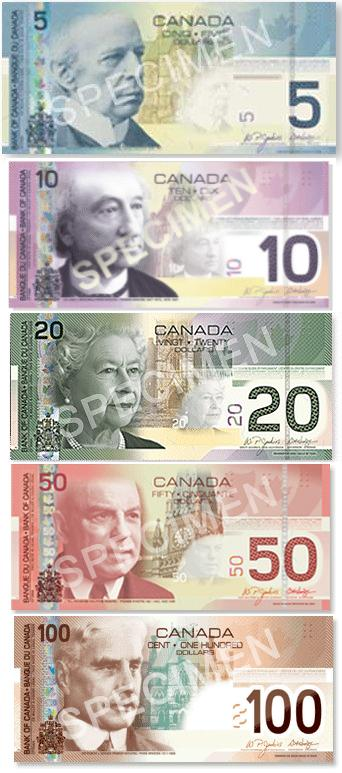 5
CANADA
CINQ • FIVE
DOLLARS
BANK OF CANADA • BANQUE DU CANADA
SPECIMEN
5
5
10
CANADA
TEN • DIX
DOLLARS
BANQUE DU CANADA • BANK OF CANADA
SPECIMEN
10
10
20
CANADA
VINGT • TWENTY
DOLLARS
BANK OF CANADA • BANQUE DU CANADA
SPECIMEN
20
20
20
50
CANADA
FIFTY • CINQUANTE
BANQUE DU CANADA • BANK OF CANADA
SPECIMEN
50
50
50
100
CANADA
CENT • ONE HUNDRED
DOLLARS
BANK OF CANADA • BANQUE DU CANADA
SPECIMEN
100